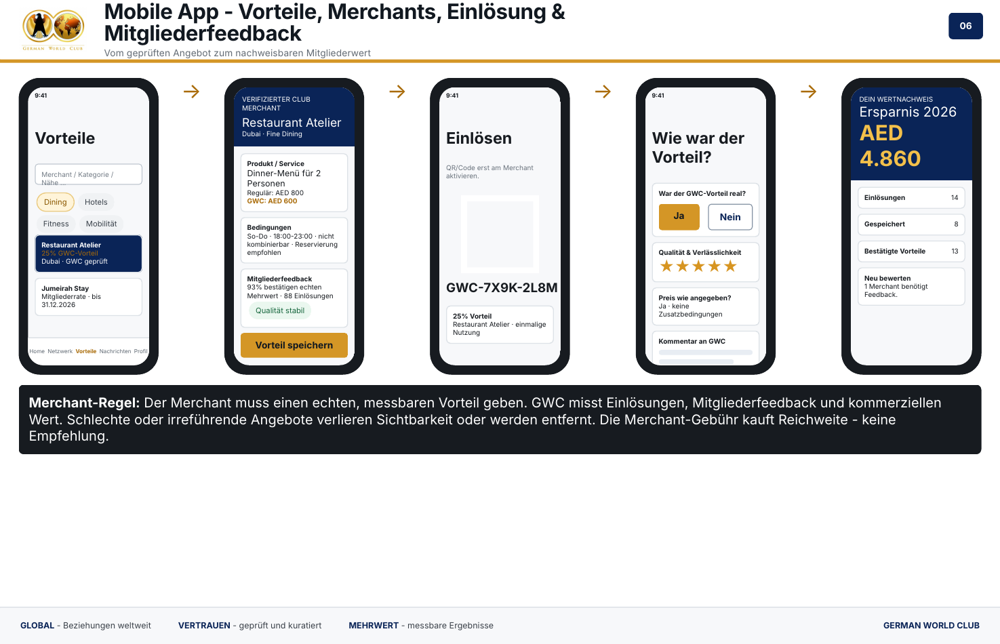 GERMAN WORLD CLUB
Mobile App - Vorteile, Merchants, Einlösung &
Mitgliederfeedback
Vom geprüften Angebot zum nachweisbaren Mitgliederwert
06
9:41
Vorteile
Merchant / Kategorie /
Nähe ...
Dining
Hotels
Fitness
Mobilität
Restaurant Atelier
25% GWC-Vorteil
Dubai · GWC geprüft
Jumeirah Stay
Mitgliederrate · bis
31.12.2026
Home Netzwerk Vorteile Nachrichten Profil
→
VERIFIZIERTER CLUB
MERCHANT
Restaurant Atelier
Dubai · Fine Dining
Produkt / Service
Dinner-Menü für 2
Personen
Regulär: AED 800
GWC: AED 600
Bedingungen
So-Do · 18:00-23:00 · nicht
kombinierbar · Reservierung
empfohlen
Mitgliederfeedback
93% bestätigen echten
Mehrwert · 88 Einlösungen
Qualität stabil
Vorteil speichern
→
9:41
Einlösen
QR/Code erst am Merchant
aktivieren.
GWC-7X9K-2L8M
25% Vorteil
Restaurant Atelier · einmalige
Nutzung
→
9:41
Wie war der
Vorteil?
War der GWC-Vorteil real?
Ja
Nein
Qualität & Verlässlichkeit
★★★★★
Preis wie angegeben?
Ja · keine
Zusatzbedingungen
Kommentar an GWC
→
DEIN WERTNACHWEIS
Ersparnis 2026
AED
4.860
Einlösungen 14
Gespeichert 8
Bestätigte Vorteile 13
Neu bewerten
1 Merchant benötigt
Feedback.
Merchant-Regel: Der Merchant muss einen echten, messbaren Vorteil geben. GWC misst Einlösungen, Mitgliederfeedback und kommerziellen
Wert. Schlechte oder irreführende Angebote verlieren Sichtbarkeit oder werden entfernt. Die Merchant-Gebühr kauft Reichweite - keine
Empfehlung.
GLOBAL - Beziehungen weltweit
VERTRAUEN - geprüft und kuratiert
MEHRWERT - messbare Ergebnisse
GERMAN WORLD CLUB